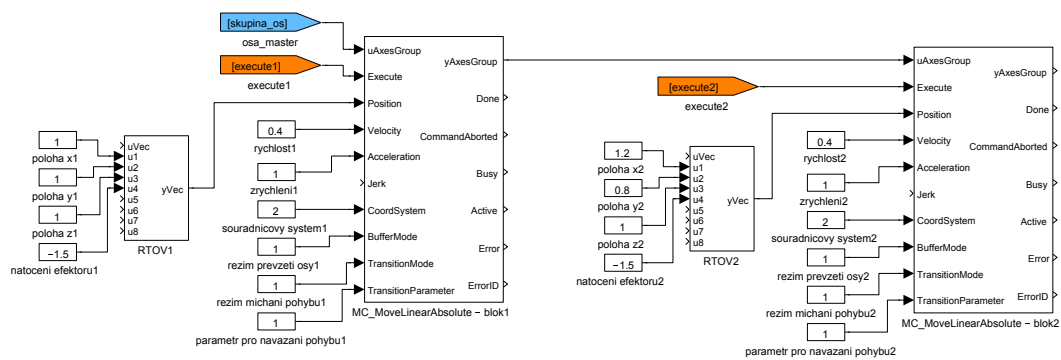 [skupina_os]
osa_master
[execute1]
execute1
1
poloha x1
1
poloha y1
1
poloha z1
−1.5
natoceni efektoru1
uVec
u1
u2
u3
u4
u5
u6
u7
u8
yVec
RTOV1
0.4
rychlost1
1
zrychleni1
2
souradnicovy system1
1
rezim prevzeti osy1
1
rezim michani pohybu1
1
parametr pro navazani pohybu1
uAxesGroup
Execute
Position
Velocity
Acceleration
Jerk
CoordSystem
BufferMode
TransitionMode
TransitionParameter
yAxesGroup
Done
CommandAborted
Busy
Active
Error
ErrorID
MC_MoveLinearAbsolute − blok1
[execute2]
execute2
1.2
poloha x2
0.8
poloha y2
1
poloha z2
−1.5
natoceni efektoru2
uVec
u1
u2
u3
u4
u5
u6
u7
u8
yVec
RTOV2
0.4
rychlost2
1
zrychleni2
2
souradnicovy system2
1
rezim prevzeti osy2
1
rezim michani pohybu2
1
parametr pro navazani pohybu2
uAxesGroup
Execute
Position
Velocity
Acceleration
Jerk
CoordSystem
BufferMode
TransitionMode
TransitionParameter
yAxesGroup
Done
CommandAborted
Busy
Active
Error
ErrorID
MC_MoveLinearAbsolute − blok2